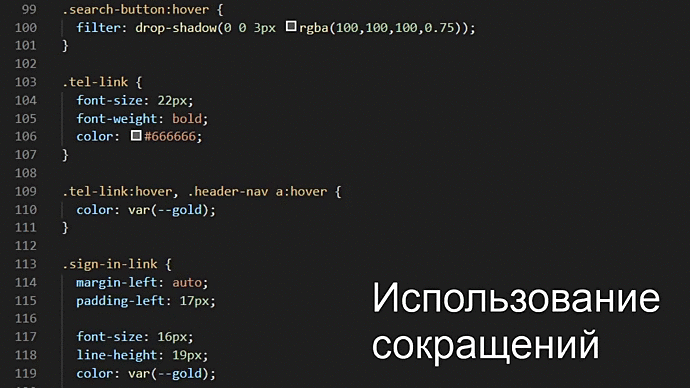 99 .search-button:hover {
100 filter: drop-shadow(0 0 3px rgba(100,100,100,0.75));
101 }
102
103 .tel-link {
104 font-size: 22px;
105 font-weight: bold;
106 color: #666666;
107 }
108
109 .tel-link:hover, .header-nav a:hover {
110 color: var(--gold);
111 }
112
113 .sign-in-link {
114 margin-left: auto;
115 padding-left: 17px;
116
117 font-size: 16px;
118 line-height: 19px;
119 color: var(--gold);
Использование
сокращений